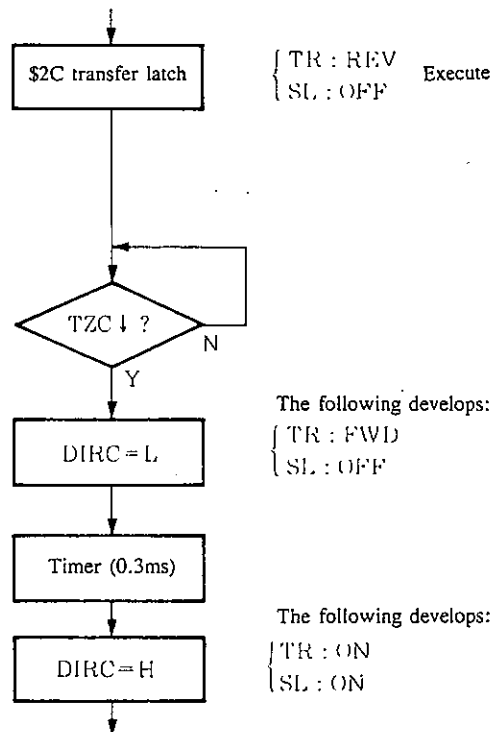 $2C transfer latch
TR : REV
SL : OFF
Execute
TZC ↓ ?
N
Y
The following develops:
DIRC = L
TR : FWD
SL : OFF
Timer (0.3ms)
The following develops:
DIRC = H
TR : ON
SL : ON